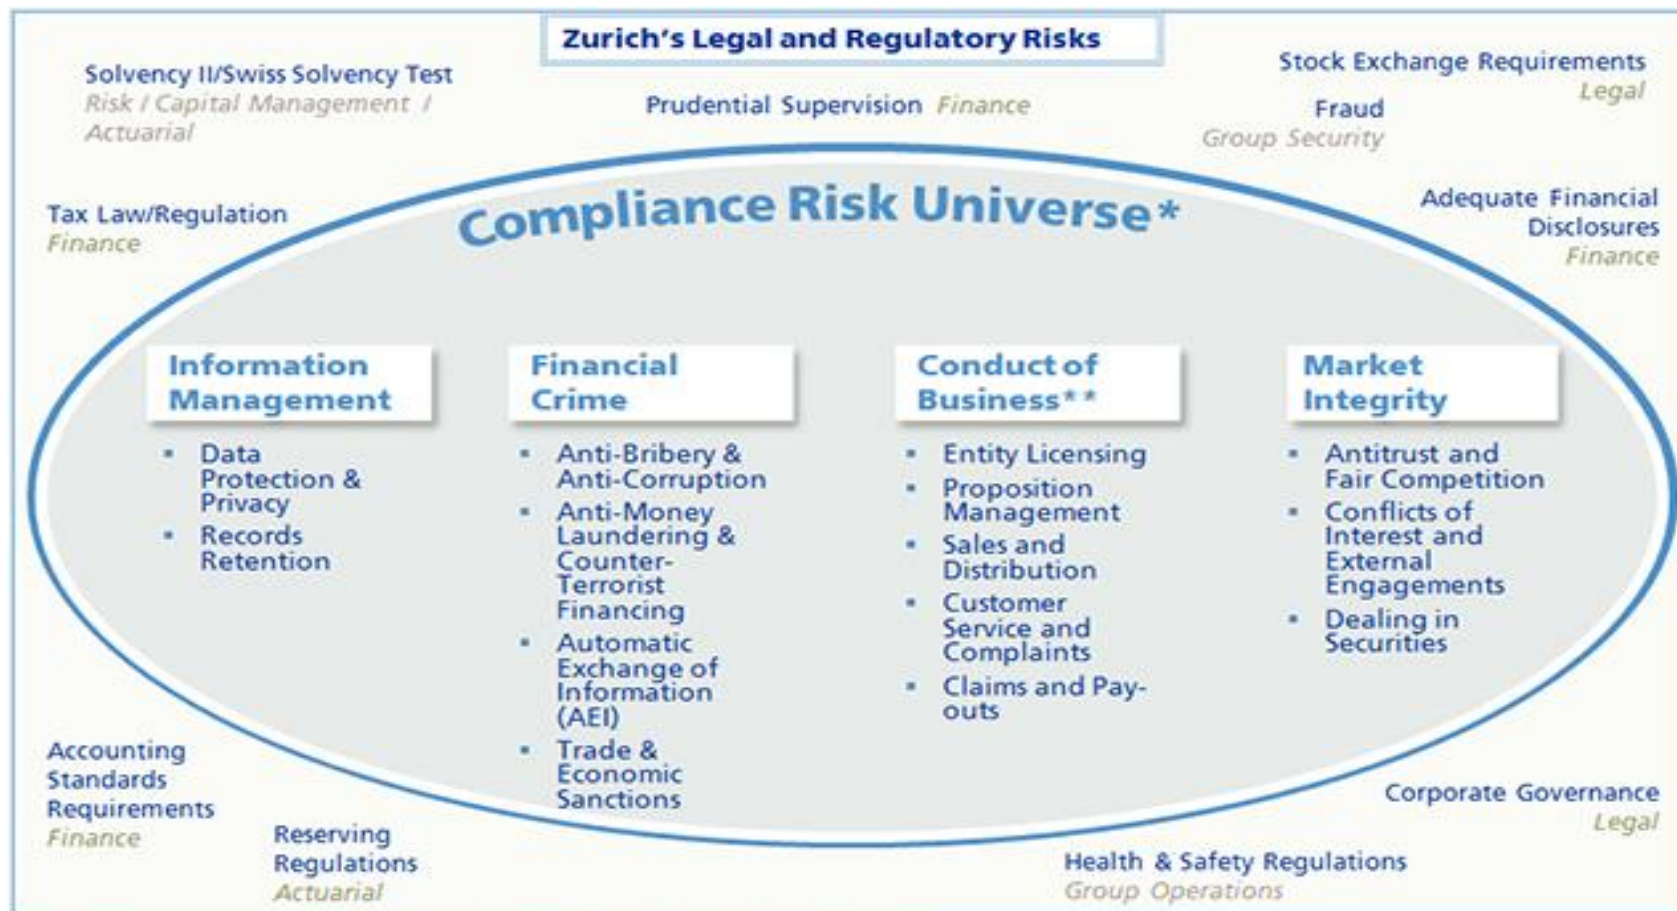 Zurich's Legal and Regulatory Risks
Solvency II/Swiss Solvency Test
Risk / Capital Management /
Actuarial
Prudential Supervision Finance
Stock Exchange Requirements
Legal
Fraud
Group Security
Tax Law/Regulation
Finance
Adequate Financial
Disclosures
Finance
Compliance Risk Universe*
Information
Management
▪ Data
Protection &
Privacy
▪ Records
Retention
Financial
Crime
▪ Anti-Bribery &
Anti-Corruption
▪ Anti-Money
Laundering &
Counter-
Terrorist
Financing
▪ Automatic
Exchange of
Information
(AEI)
▪ Trade &
Economic
Sanctions
Conduct of
Business**
▪ Entity Licensing
▪ Proposition
Management
▪ Sales and
Distribution
▪ Customer
Service and
Complaints
▪ Claims and Pay-
outs
Market
Integrity
▪ Antitrust and
Fair Competition
▪ Conflicts of
Interest and
External
Engagements
▪ Dealing in
Securities
Accounting
Standards
Requirements
Finance
Reserving
Regulations
Actuarial
Health & Safety Regulations
Group Operations
Corporate Governance
Legal